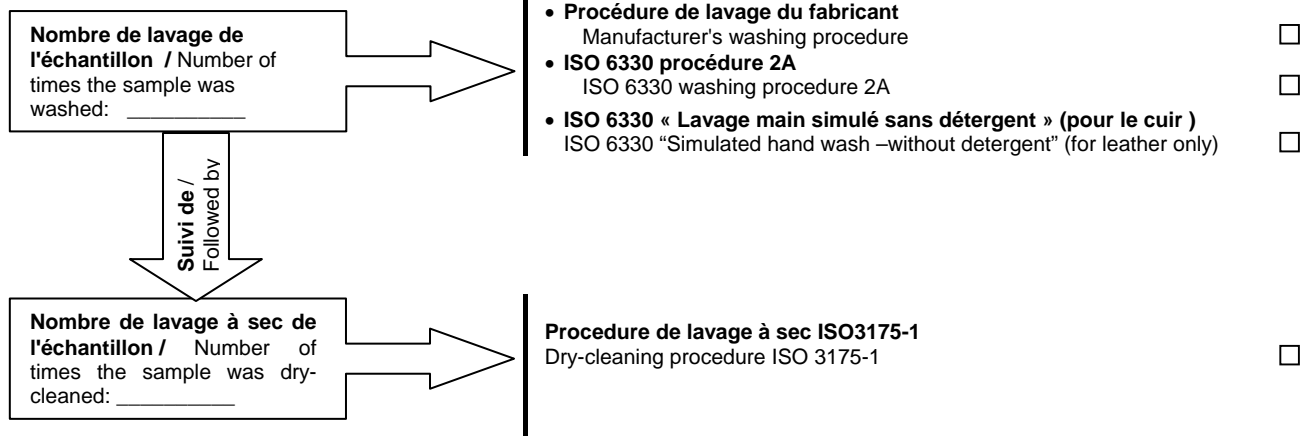 Nombre de lavage de
l'échantillon / Number of
times the sample was
washed: ___________
• Procédure de lavage du fabricant
Manufacturer's washing procedure
• ISO 6330 procédure 2A
ISO 6330 washing procedure 2A
• ISO 6330 « Lavage main simulé sans détergent » (pour le cuir )
ISO 6330 “Simulated hand wash –without detergent” (for leather only)
Suivi de /
Followed by
Nombre de lavage à sec de
l'échantillon / Number of
times the sample was dry-
cleaned: ___________
Procedure de lavage à sec ISO3175-1
Dry-cleaning procedure ISO 3175-1